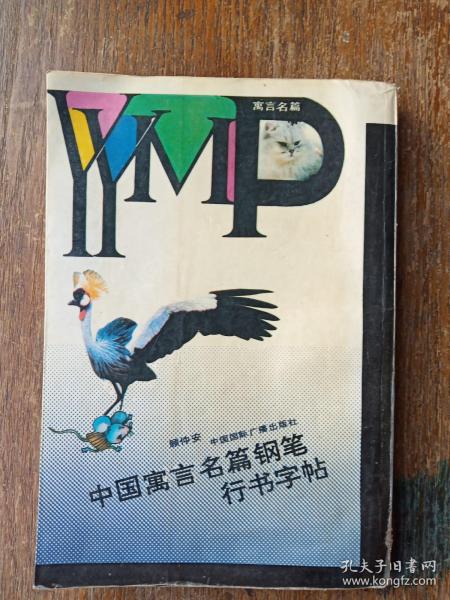 寓言名篇
YYMP
顾仲安 中国国际广播出版社
中国寓言名篇钢笔
行书字帖
孔夫子旧书网
www.kongfz.com